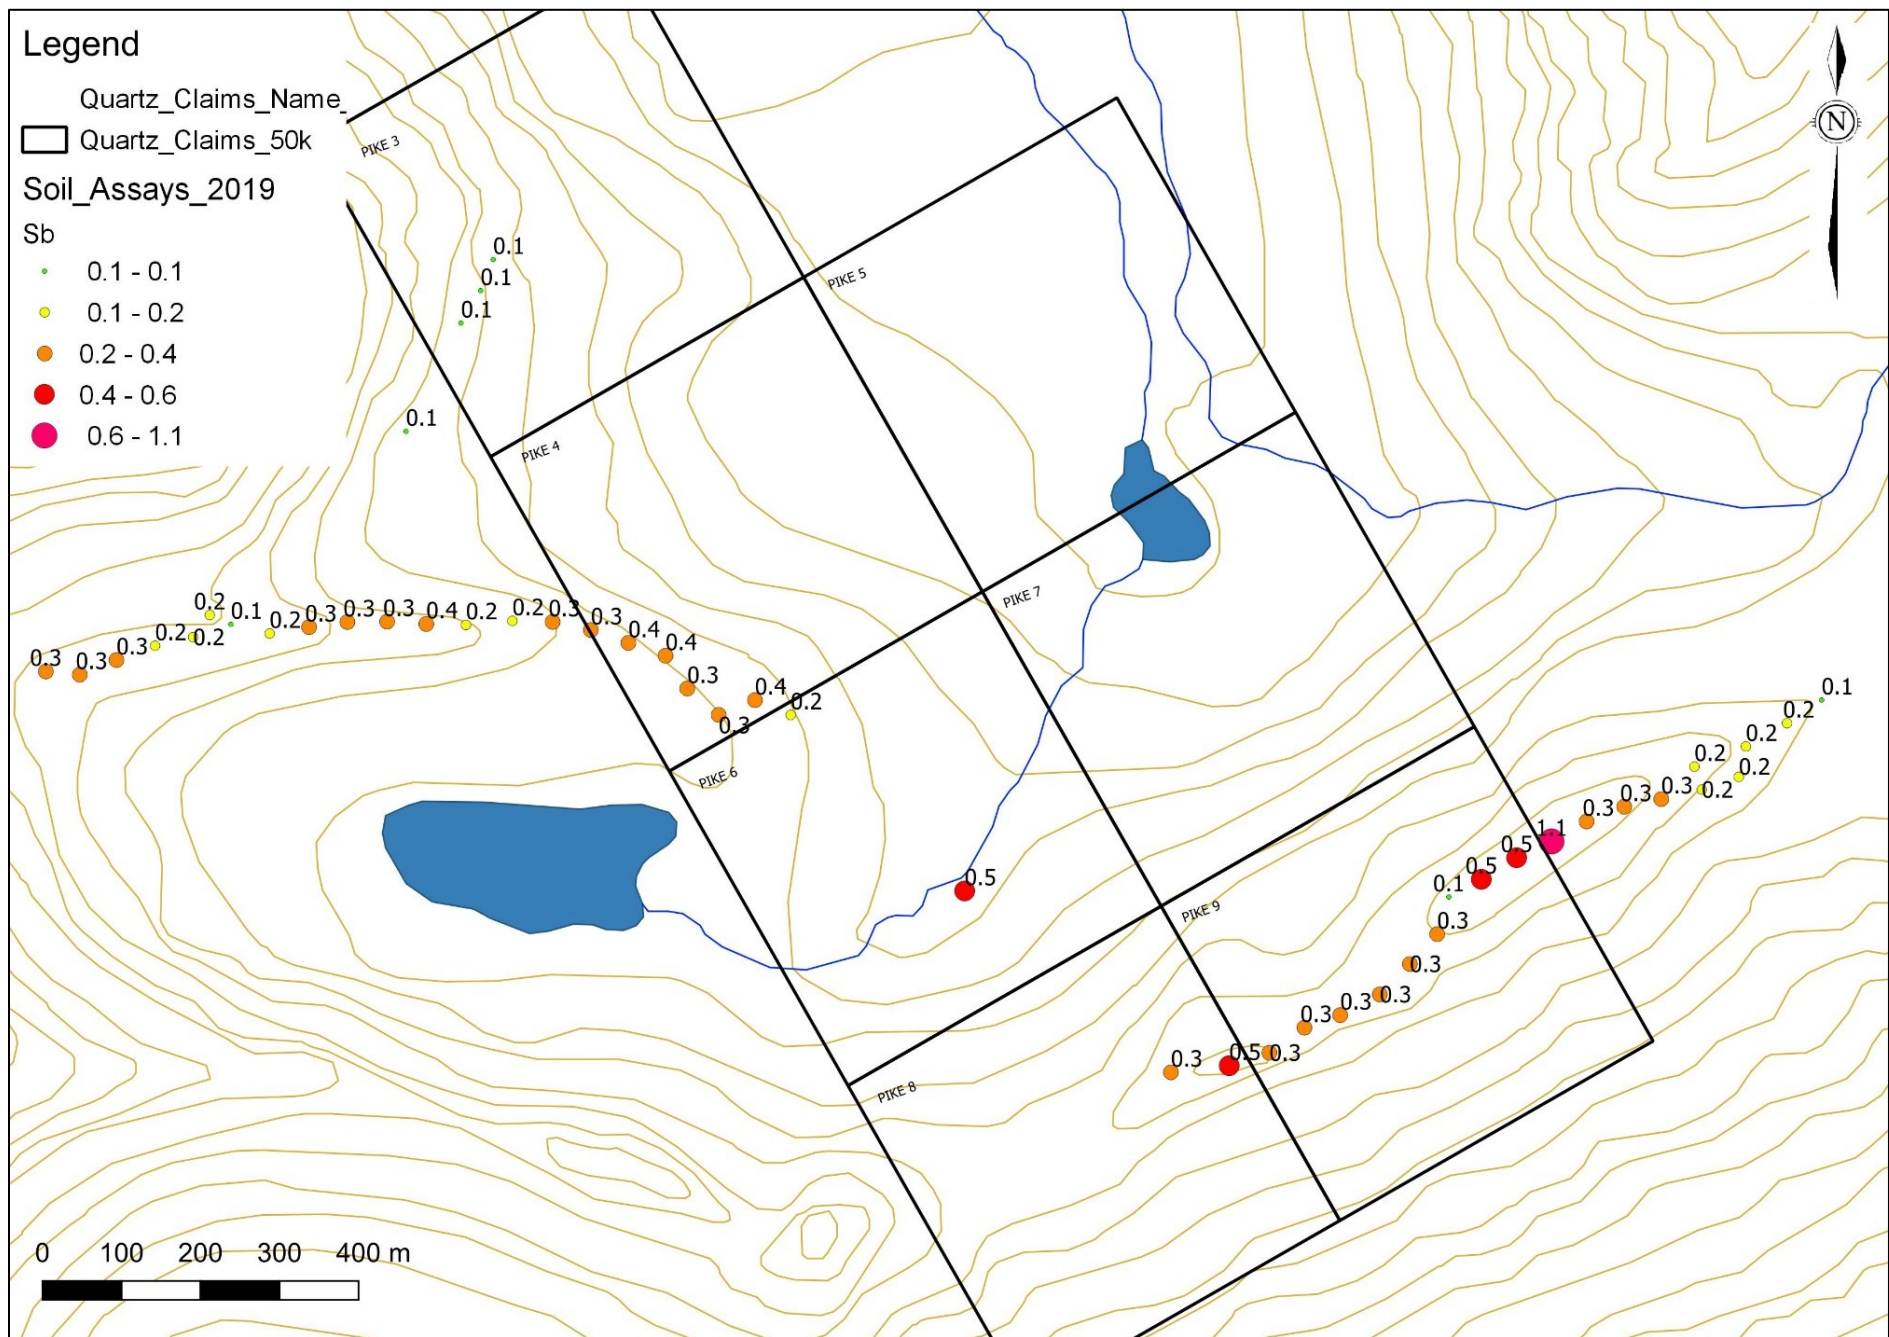 Legend
Quartz_Claims_Name_
Quartz_Claims_50k
Soil_Assays_2019
Sb
0.1 - 0.1
0.1 - 0.2
0.2 - 0.4
0.4 - 0.6
0.6 - 1.1
N
PIKE 3
0.1
0.1
0.1
PIKE 5
0.1
PIKE 4
PIKE 7
0.3
0.3
0.3
0.2
0.2
0.2
0.1
0.2
0.3
0.3
0.3
0.4
0.2
0.2
0.3
0.3
0.4
0.4
0.3
0.3
0.4
0.2
PIKE 6
0.5
0.1
0.2
0.2
0.2
0.2
0.2
0.3
0.3
0.3
1.1
0.5
0.5
0.1
0.3
PIKE 9
0.3
0.3
0.3
0.3
0.3
0.5
0.3
PIKE 8
0 100 200 300 400 m